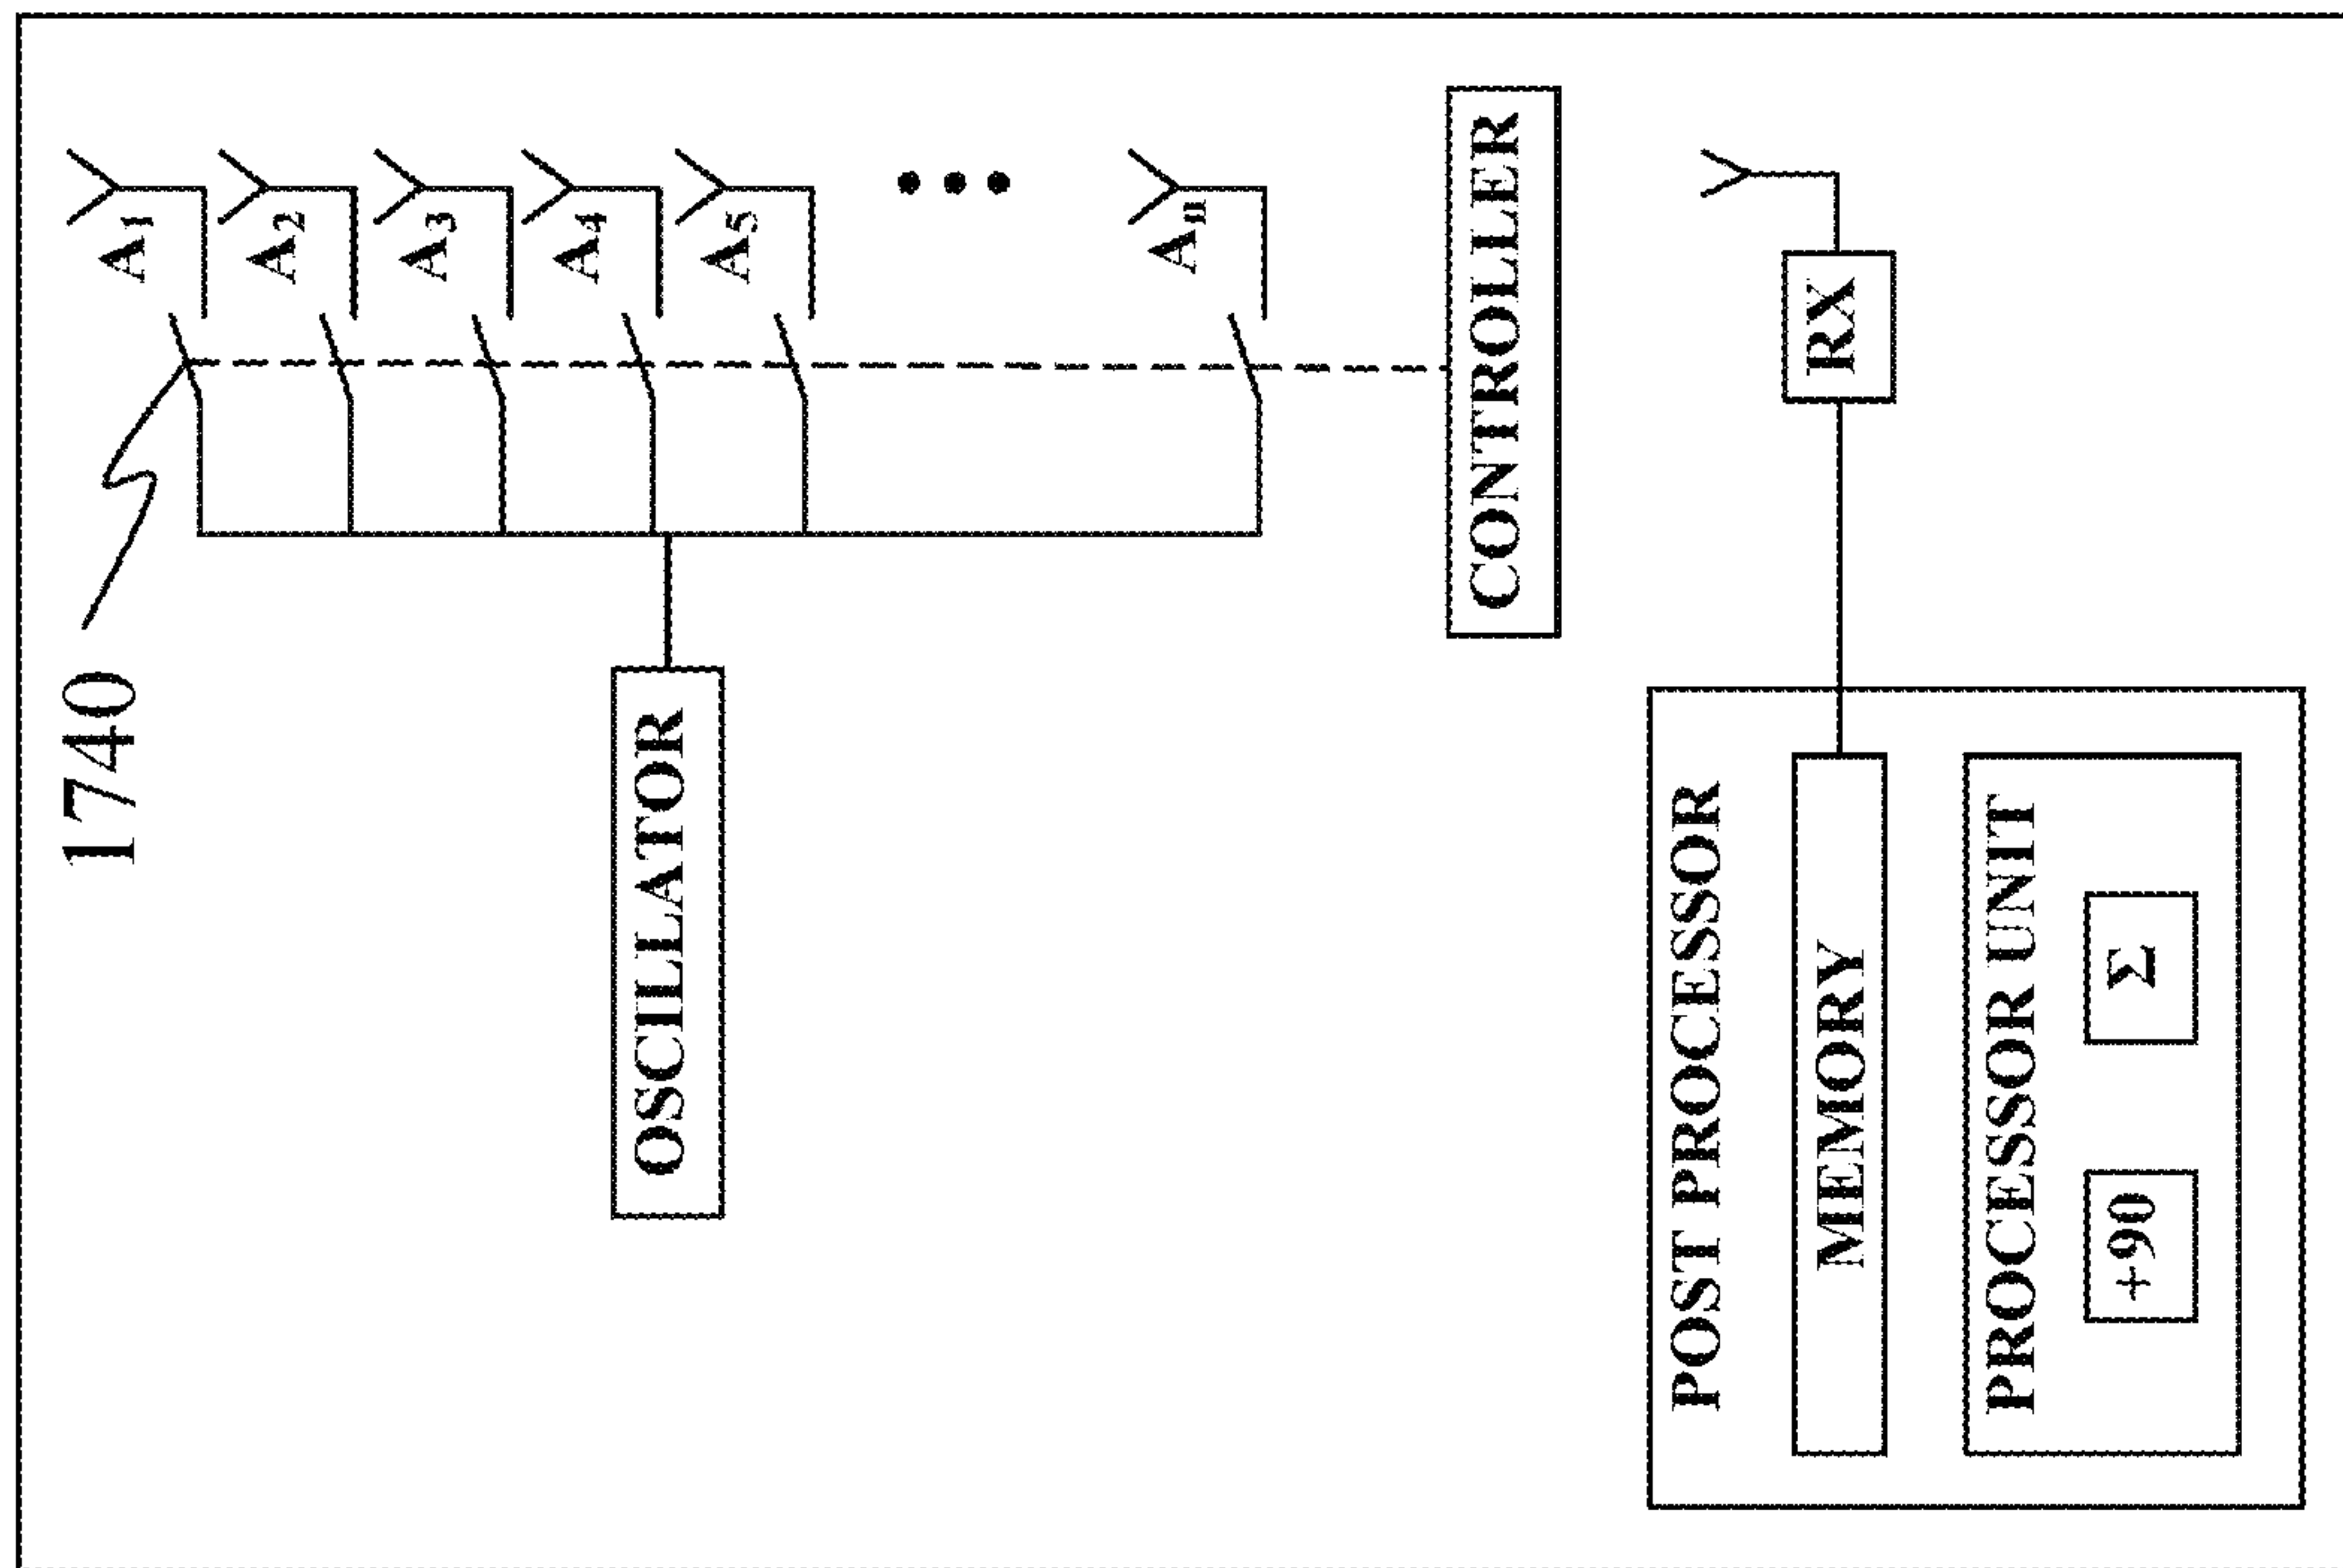 1740
A1
A2
A3
A4
A5
An
OSCILLATOR
CONTROLLER
RX
POST PROCESSOR
MEMORY
PROCESSOR UNIT
+90
Σ